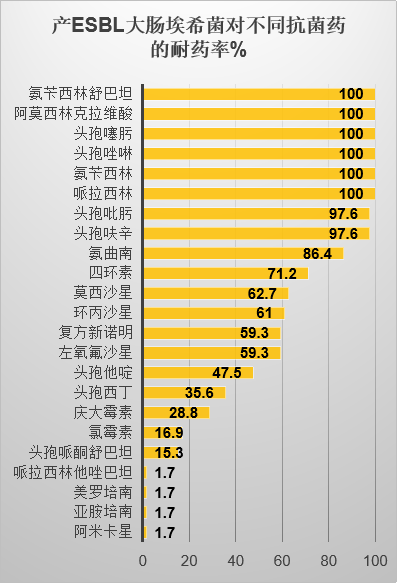 产ESBL大肠埃希菌对不同抗菌药
的耐药率%
氨苄西林舒巴坦 100
阿莫西林克拉维酸 100
头孢噻肟 100
头孢唑啉 100
氨苄西林 100
哌拉西林 100
头孢吡肟 97.6
头孢呋辛 97.6
氨曲南 86.4
四环素 71.2
莫西沙星 62.7
环丙沙星 61
复方新诺明 59.3
左氧氟沙星 59.3
头孢他啶 47.5
头孢西丁 35.6
庆大霉素 28.8
氯霉素 16.9
头孢哌酮舒巴坦 15.3
哌拉西林他唑巴坦 1.7
美罗培南 1.7
亚胺培南 1.7
阿米卡星 1.7
0 20 40 60 80 100